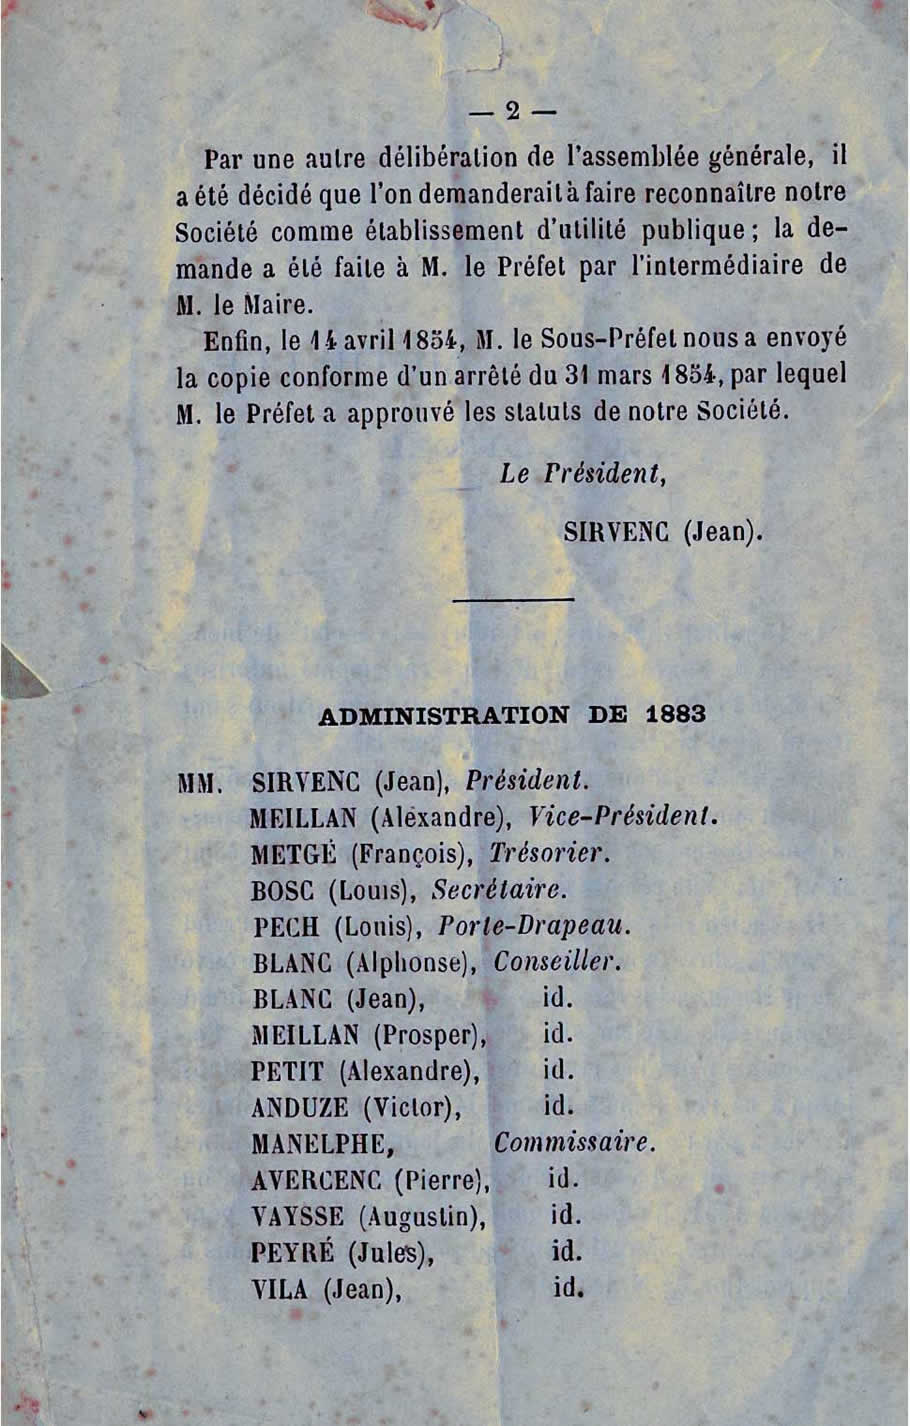 — 2 —
Par une autre délibération de l'assemblée générale, il
a été décidé que l'on demanderait à faire reconnaître notre
Société comme établissement d'utilité publique; la de-
mande a été faite à M. le Préfet par l'intermédiaire de
M. le Maire.
Enfin, le 14 avril 1854, M. le Sous-Préfet nous a envoyé
la copie conforme d'un arrêté du 31 mars 1854, par lequel
M. le Préfet a approuvé les statuts de notre Société.
Le Président,
SIRVENC (Jean).
ADMINISTRATION DE 1883
MM. SIRVENC (Jean), Président.
MEILLAN (Alexandre), Vice-Président.
METGÉ (François), Trésorier.
BOSC (Louis), Secrétaire.
PECH (Louis), Porte-Drapeau.
BLANC (Alphonse), Conseiller.
BLANC (Jean), id.
MEILLAN (Prosper), id.
PETIT (Alexandre), id.
ANDUZE (Victor), id.
MANELPHE, Commissaire.
AVERCENC (Pierre), id.
VAYSSE (Augustin), id.
PEYRÉ (Jules), id.
VILA (Jean), id.